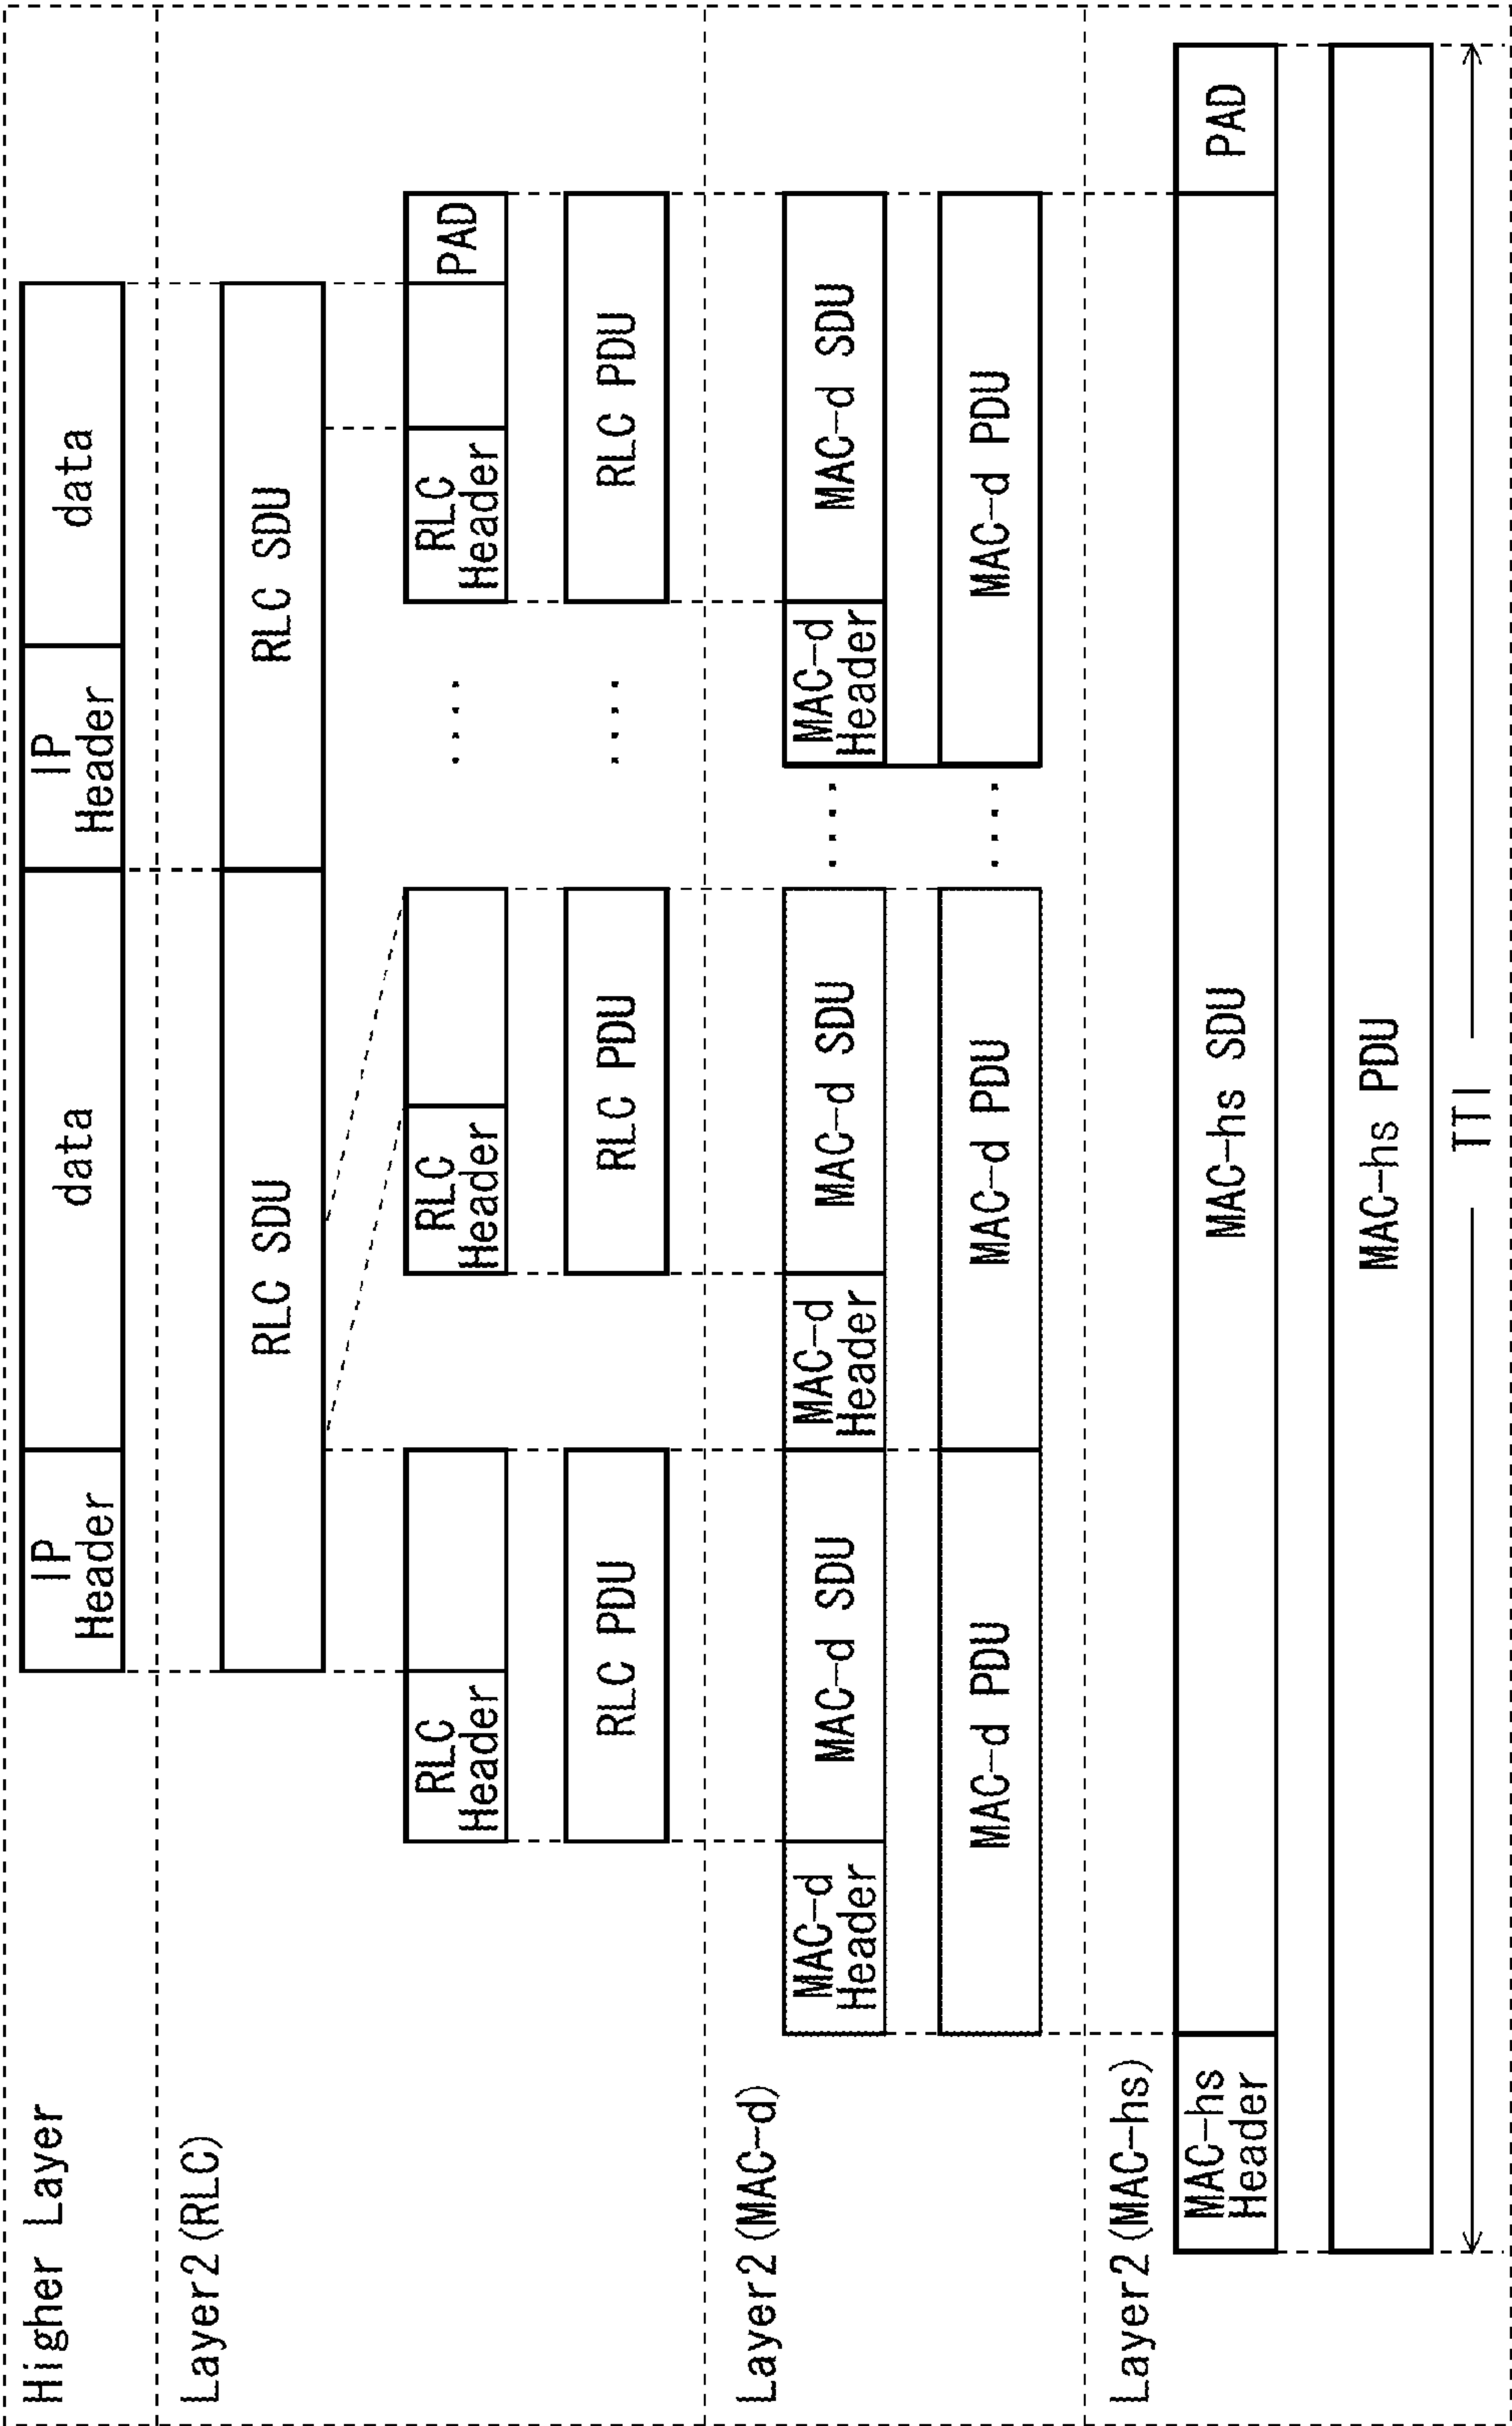 Higher Layer
IP
Header
data
IP
Header
data
Layer2(RLC)
RLC SDU
RLC SDU
RLC
Header
RLC
Header
....
RLC
Header
PAD
RLC PDU
RLC PDU
....
RLC PDU
Layer2(MAC-d)
MAC-d
Header
MAC-d SDU
MAC-d
Header
MAC-d SDU
....
MAC-d
Header
MAC-d SDU
MAC-d PDU
MAC-d PDU
....
MAC-d PDU
Layer2(MAC-hs)
MAC-hs
Header
MAC-hs SDU
PAD
MAC-hs PDU
TTI